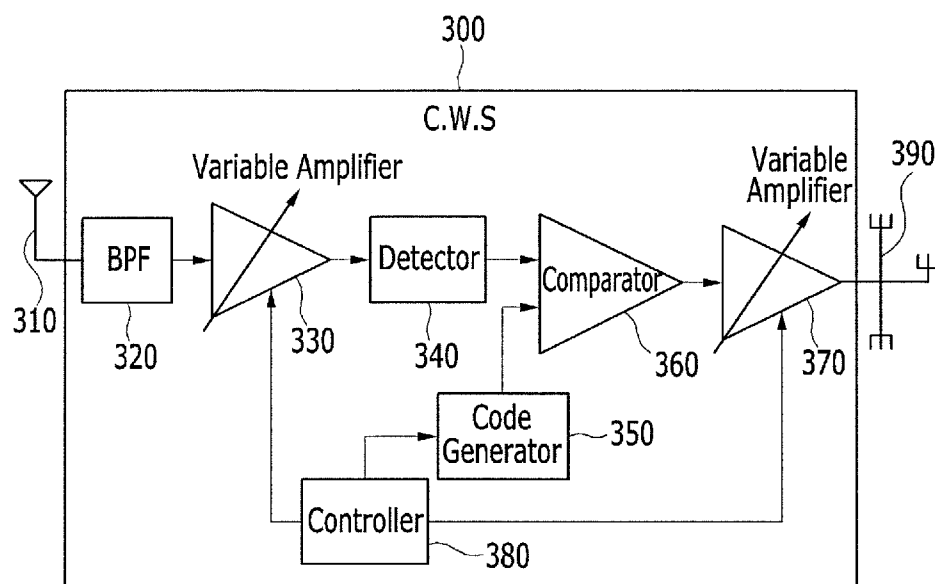 300
C.W.S
Variable Amplifier
Variable
Amplifier
390
BPF
Detector
Comparator
310
320
330
340
360
370
Code
Generator
350
Controller
380